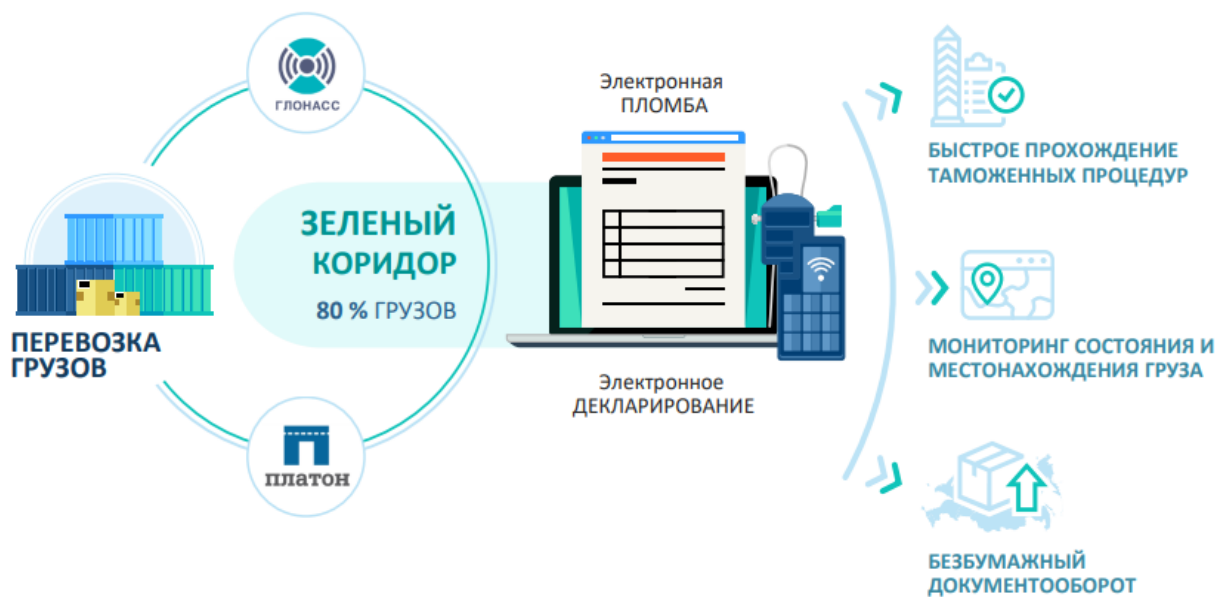 ГЛОНАСС
Электронная
ПЛОМБА
БЫСТРОЕ ПРОХОЖДЕНИЕ
ТАМОЖЕННЫХ ПРОЦЕДУР
ЗЕЛЕНЫЙ
КОРИДОР
80 % ГРУЗОВ
ПЕРЕВОЗКА
ГРУЗОВ
МОНИТОРИНГ СОСТОЯНИЯ И
МЕСТОНАХОЖДЕНИЯ ГРУЗА
Электронное
ДЕКЛАРИРОВАНИЕ
платон
БЕЗБУМАЖНЫЙ
ДОКУМЕНТООБОРОТ